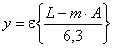 y = ε{(L − m · A) / 6,3}